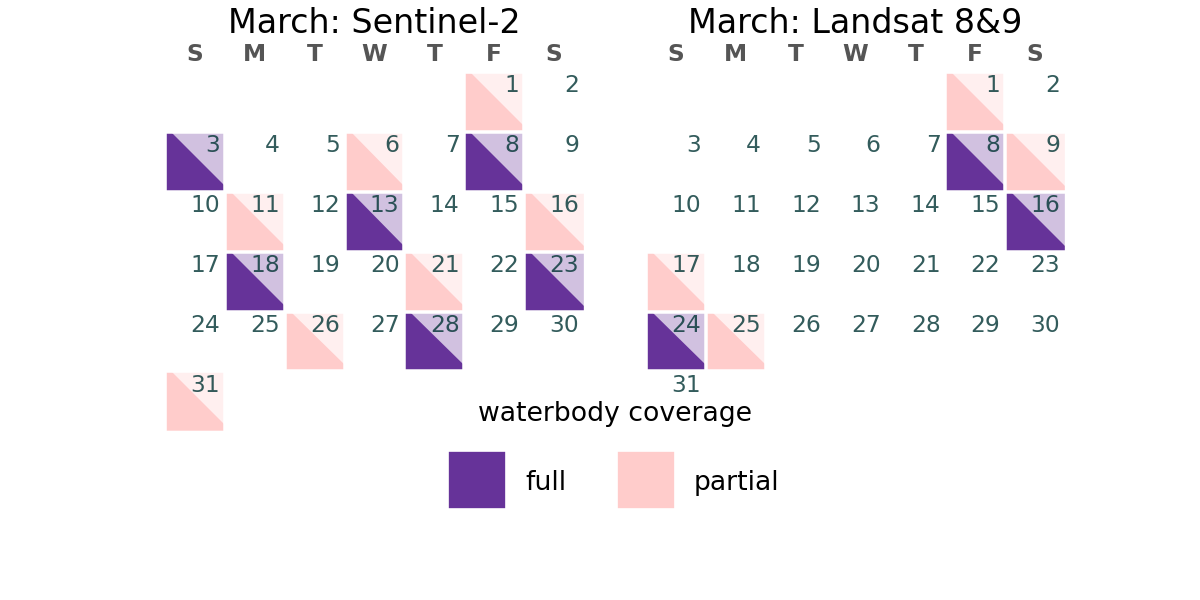 March: Sentinel-2
S M T W T F S
1 2
3 4 5 6 7 8 9
10 11 12 13 14 15 16
17 18 19 20 21 22 23
24 25 26 27 28 29 30
31
March: Landsat 8&9
S M T W T F S
1 2
3 4 5 6 7 8 9
10 11 12 13 14 15 16
17 18 19 20 21 22 23
24 25 26 27 28 29 30
31
waterbody coverage
full partial